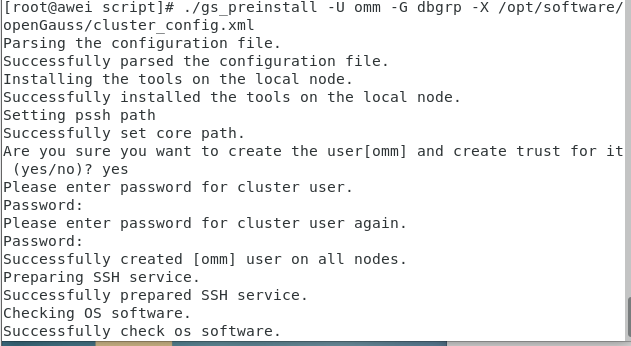 [root@awei script]# ./gs_preinstall -U omm -G dbgrp -X /opt/software/
openGauss/cluster_config.xml
Parsing the configuration file.
Successfully parsed the configuration file.
Installing the tools on the local node.
Successfully installed the tools on the local node.
Setting pssh path
Successfully set core path.
Are you sure you want to create the user[omm] and create trust for it
 (yes/no)? yes
Please enter password for cluster user.
Password:
Please enter password for cluster user again.
Password:
Successfully created [omm] user on all nodes.
Preparing SSH service.
Successfully prepared SSH service.
Checking OS software.
Successfully check os software.